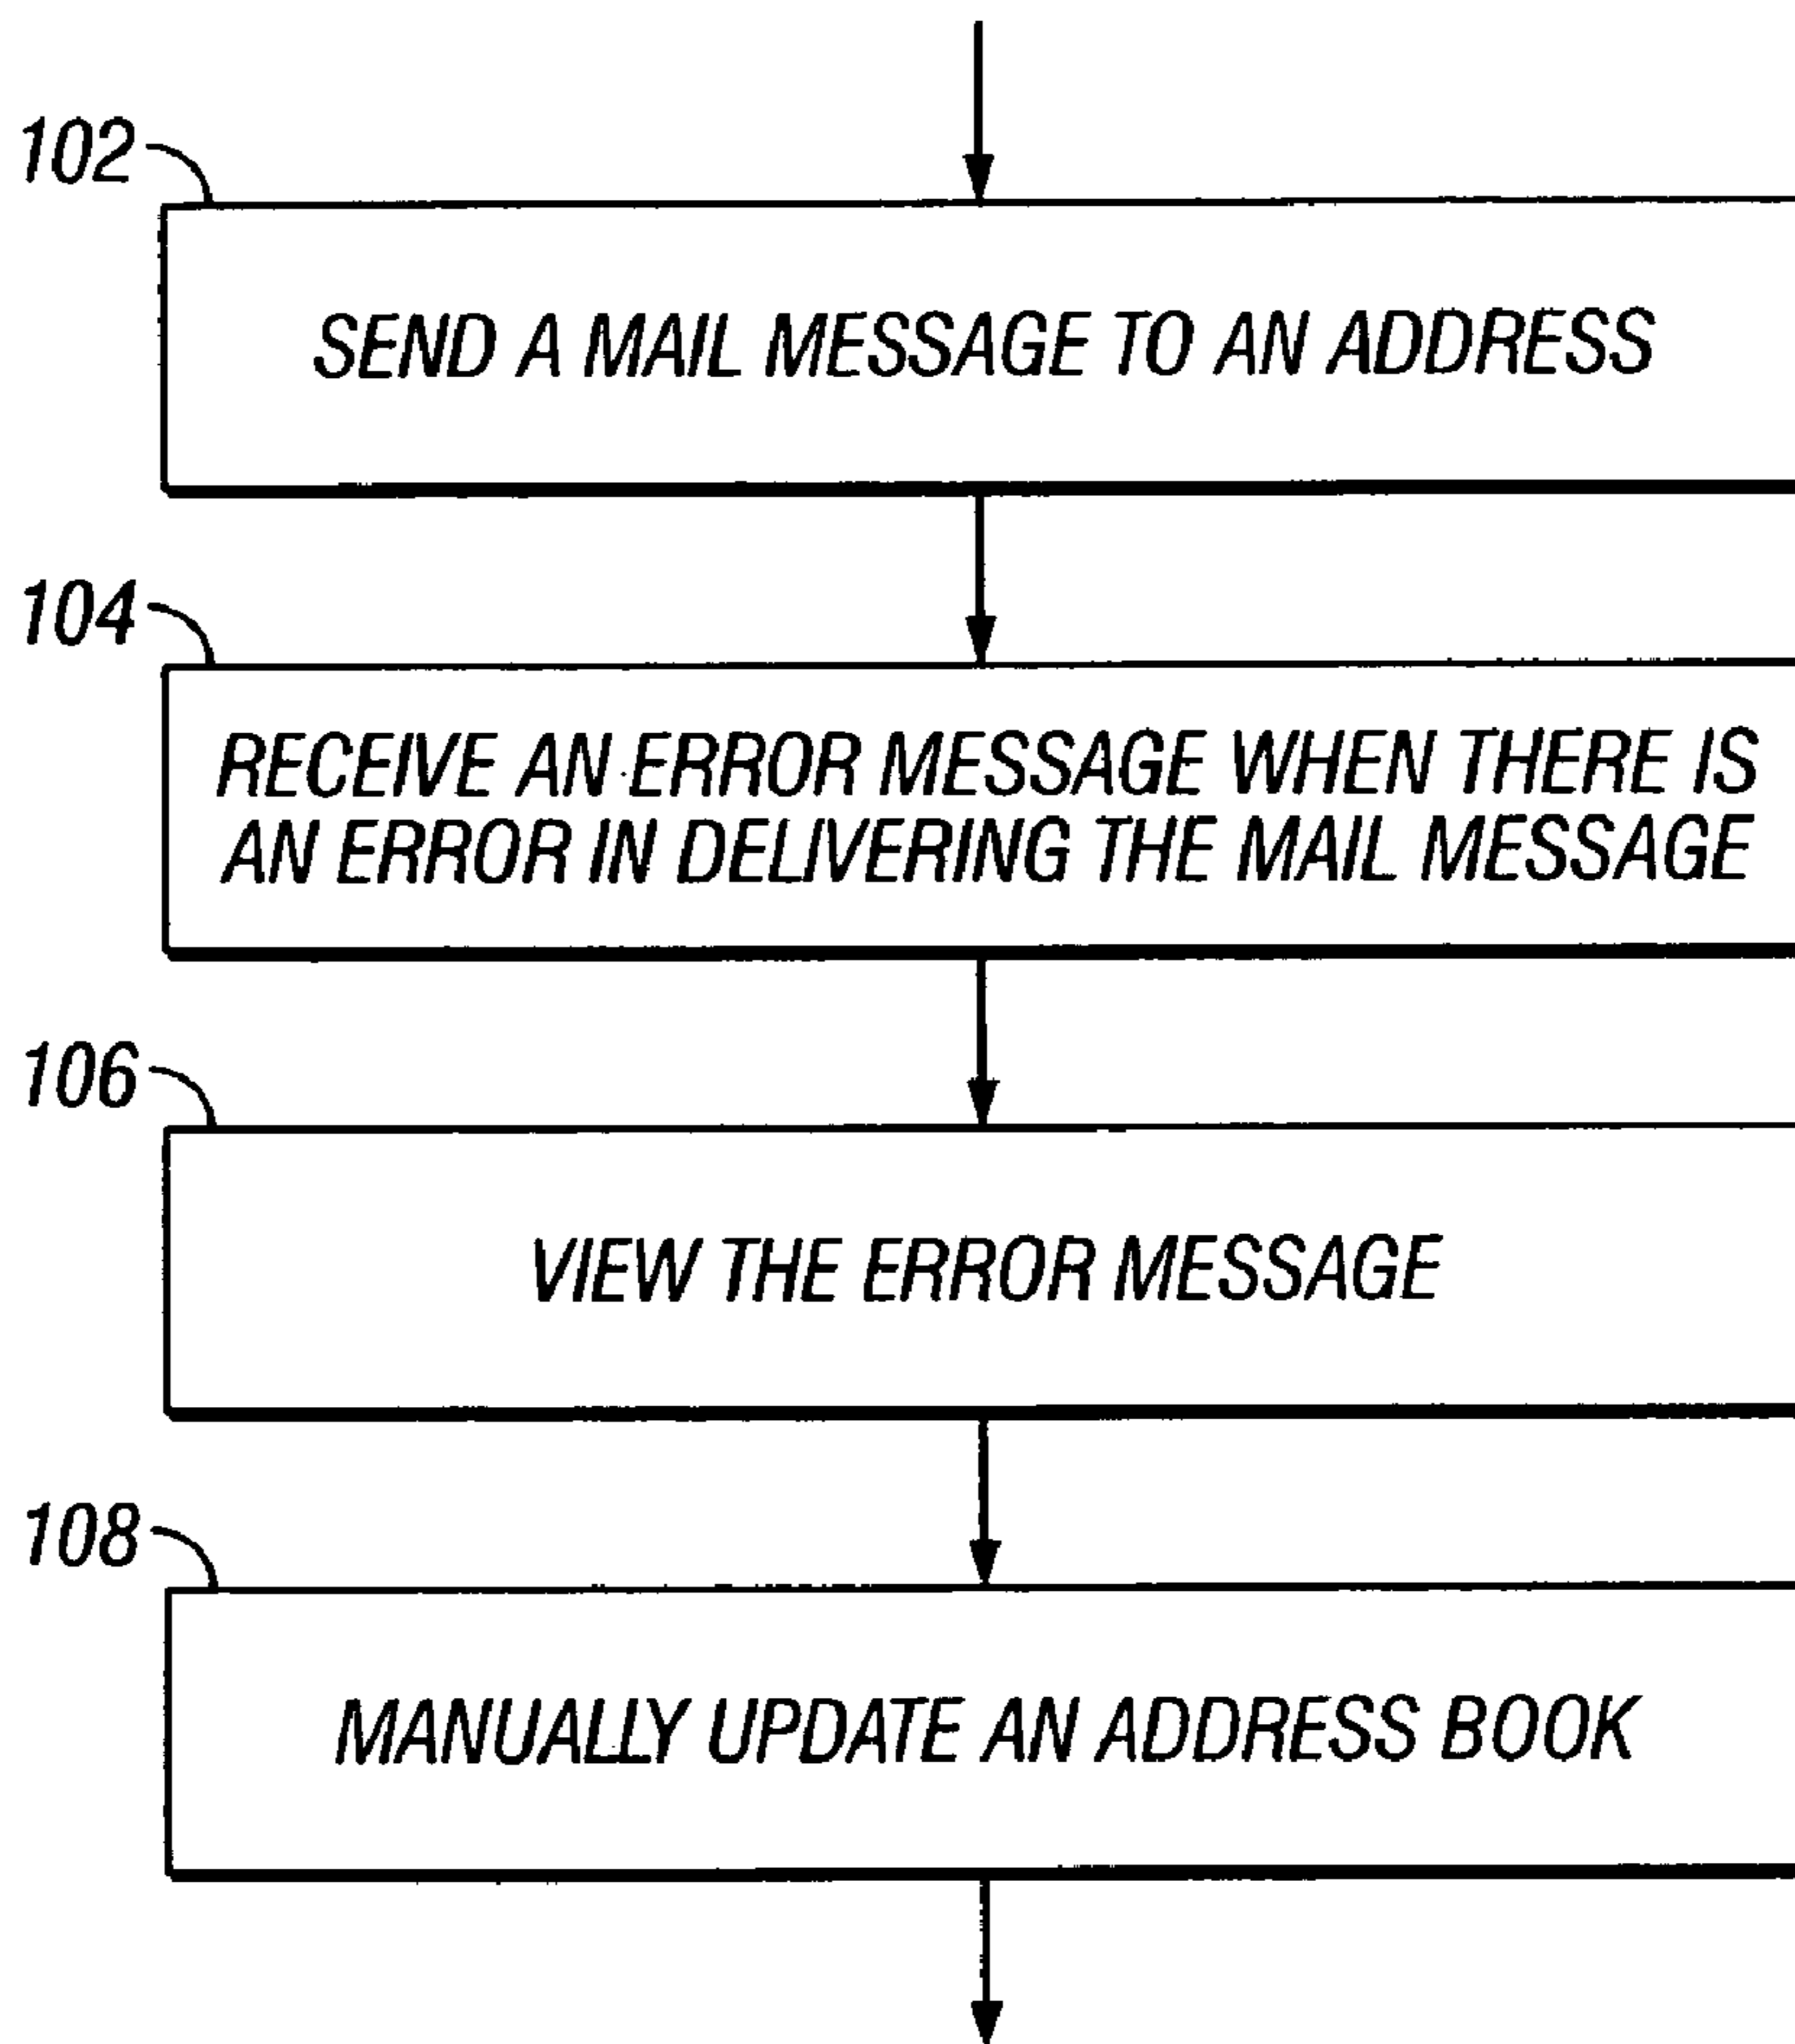 102
SEND A MAIL MESSAGE TO AN ADDRESS
104
RECEIVE AN ERROR MESSAGE WHEN THERE IS
AN ERROR IN DELIVERING THE MAIL MESSAGE
106
VIEW THE ERROR MESSAGE
108
MANUALLY UPDATE AN ADDRESS BOOK